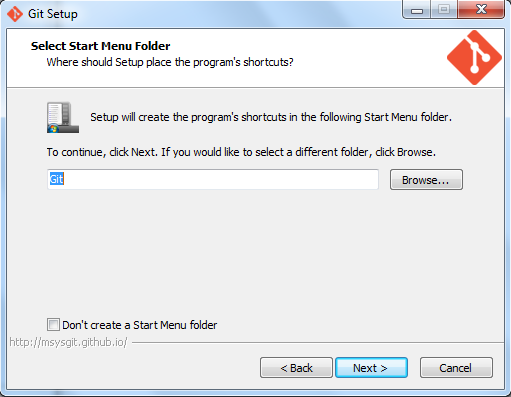 Git Setup
Select Start Menu Folder
Where should Setup place the program's shortcuts?
Setup will create the program's shortcuts in the following Start Menu folder.
To continue, click Next. If you would like to select a different folder, click Browse.
Git
Browse...
Don't create a Start Menu folder
http://msysgit.github.io/
< Back
Next >
Cancel